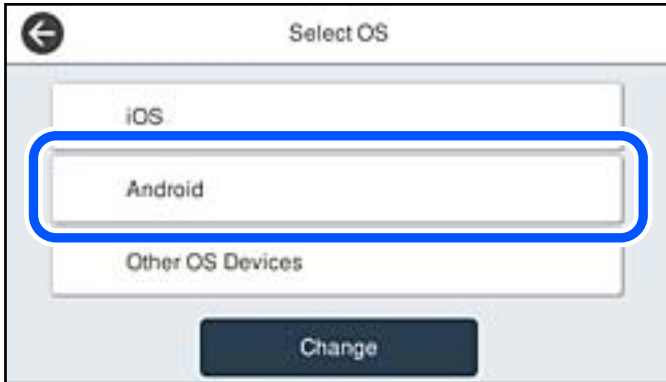 Select OS
iOS
Android
Other OS Devices
Change